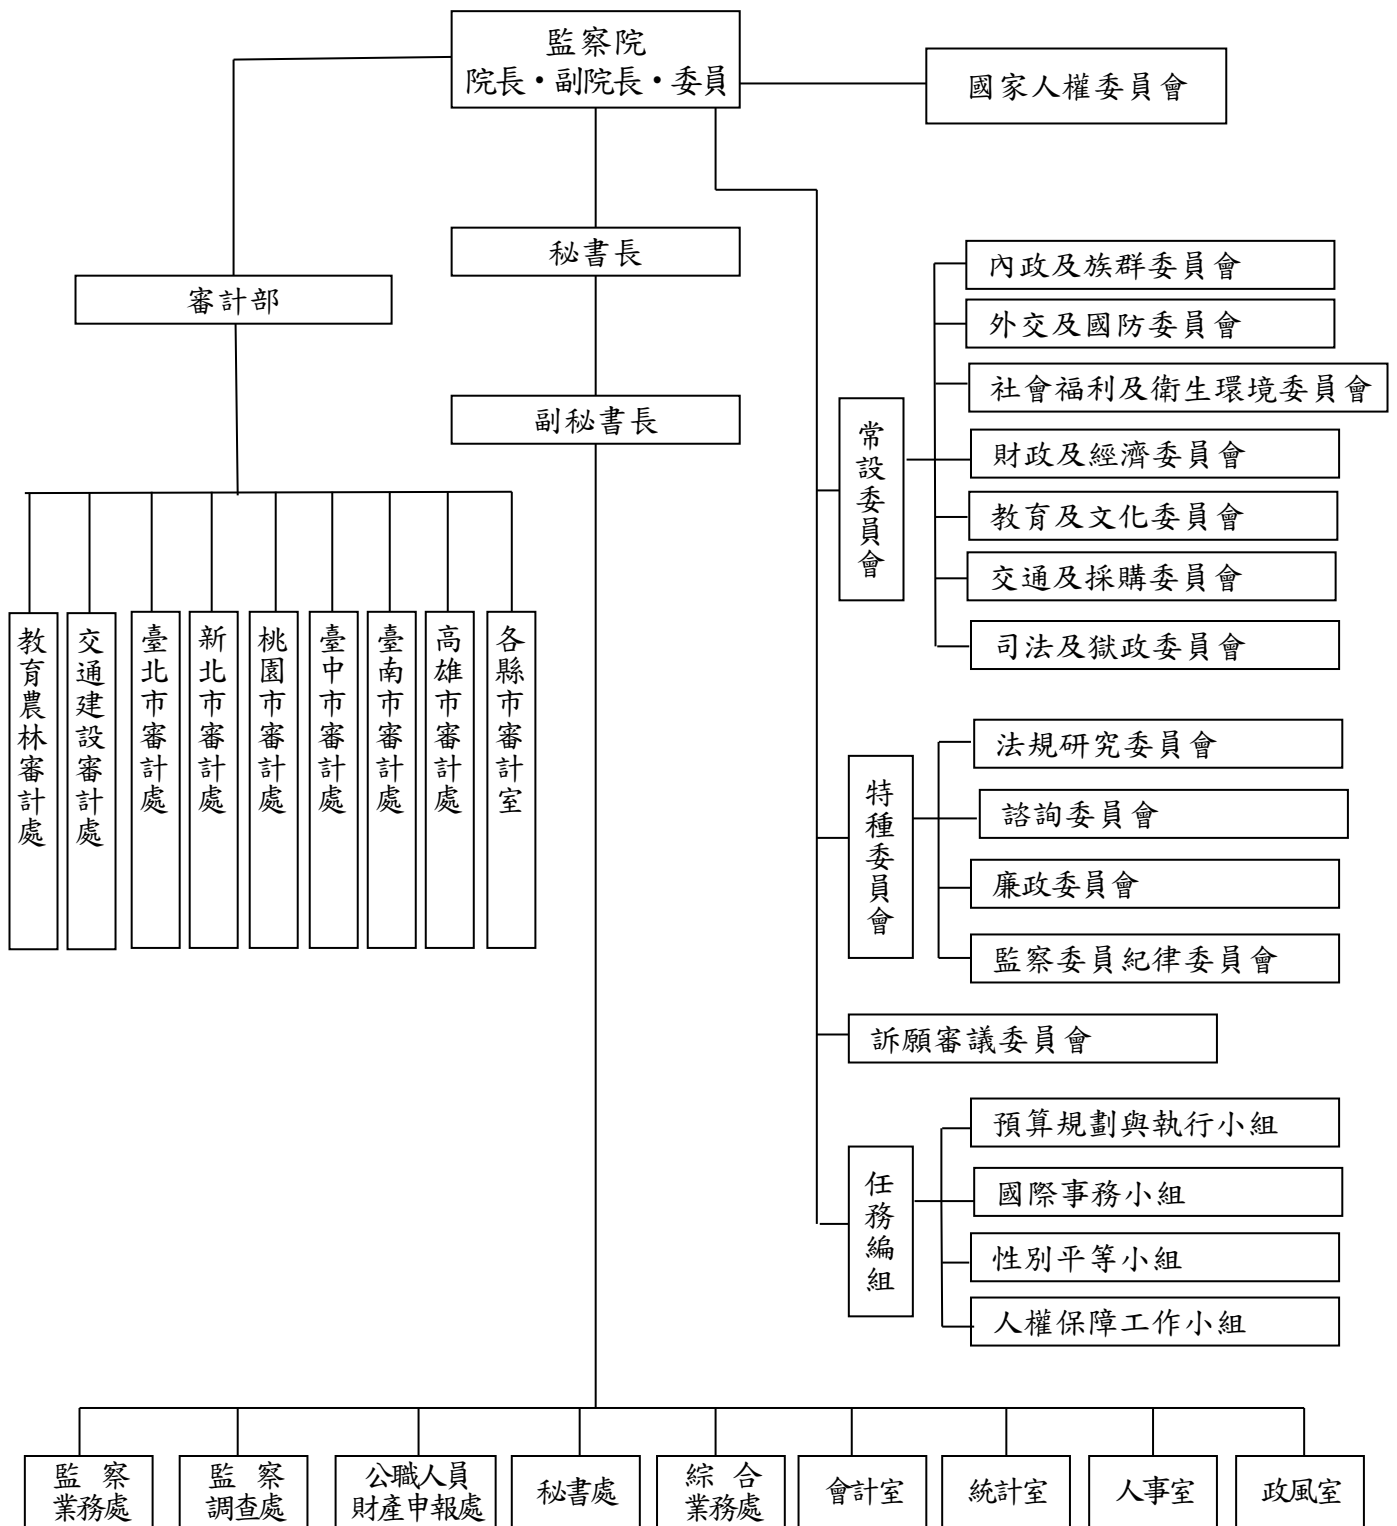 監察院
院長·副院長·委員
國家人權委員會
秘書長
審計部
副秘書長
教育農林審計處
交通建設審計處
臺北市審計處
新北市審計處
桃園市審計處
臺中市審計處
臺南市審計處
高雄市審計處
各縣市審計室
常設委員會
內政及族群委員會
外交及國防委員會
社會福利及衛生環境委員會
財政及經濟委員會
教育及文化委員會
交通及採購委員會
司法及獄政委員會
特種委員會
法規研究委員會
諮詢委員會
廉政委員會
監察委員紀律委員會
訴願審議委員會
任務編組
預算規劃與執行小組
國際事務小組
性別平等小組
人權保障工作小組
監 察
業務處
監 察
調查處
公職人員
財產申報處
秘書處
綜 合
業務處
會計室
統計室
人事室
政風室